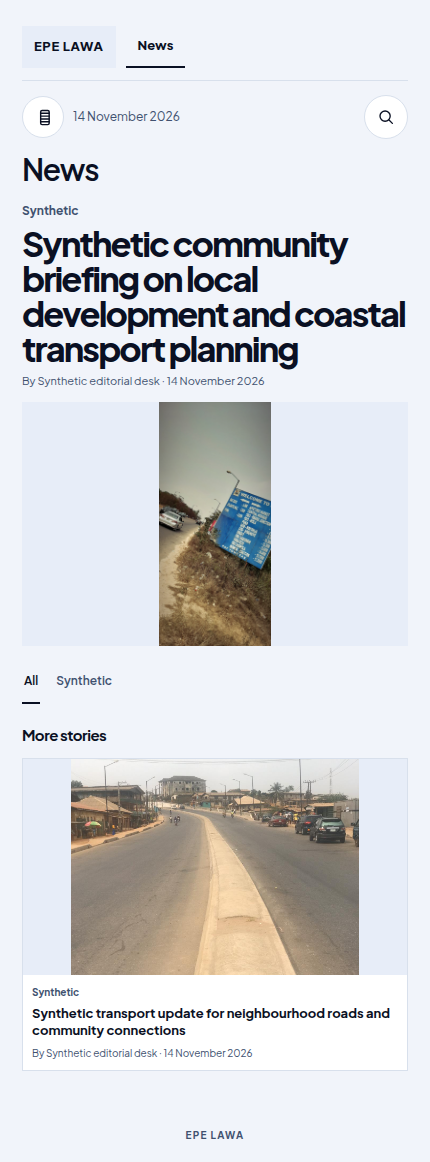 EPE LAWA
News
14 November 2026
News
Synthetic
Synthetic community
briefing on local
development and coastal
transport planning
By Synthetic editorial desk · 14 November 2026
WELCOME TO
All
Synthetic
More stories
Synthetic
Synthetic transport update for neighbourhood roads and
community connections
By Synthetic editorial desk · 14 November 2026
EPE LAWA